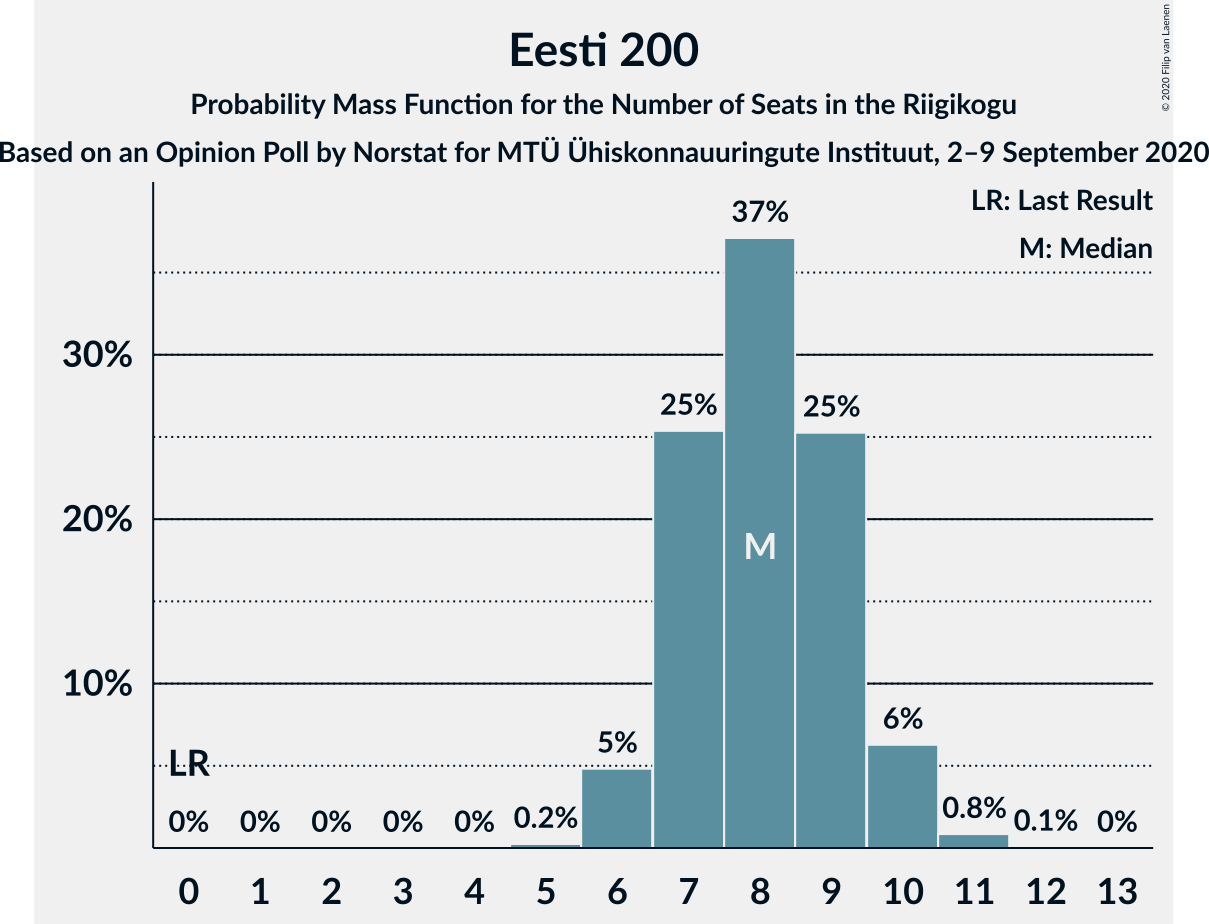 Eesti 200
Probability Mass Function for the Number of Seats in the Riigikogu
Based on an Opinion Poll by Norstat for MTÜ Ühiskonnauuringute Instituut, 2–9 September 2020
© 2020 Filip van Laenen
LR: Last Result
M: Median
37%
30%
25% 25%
20%
M
10%
6%
5%
LR
0% 0% 0% 0% 0% 0.2% 0.8% 0.1% 0%
0 1 2 3 4 5 6 7 8 9 10 11 12 13